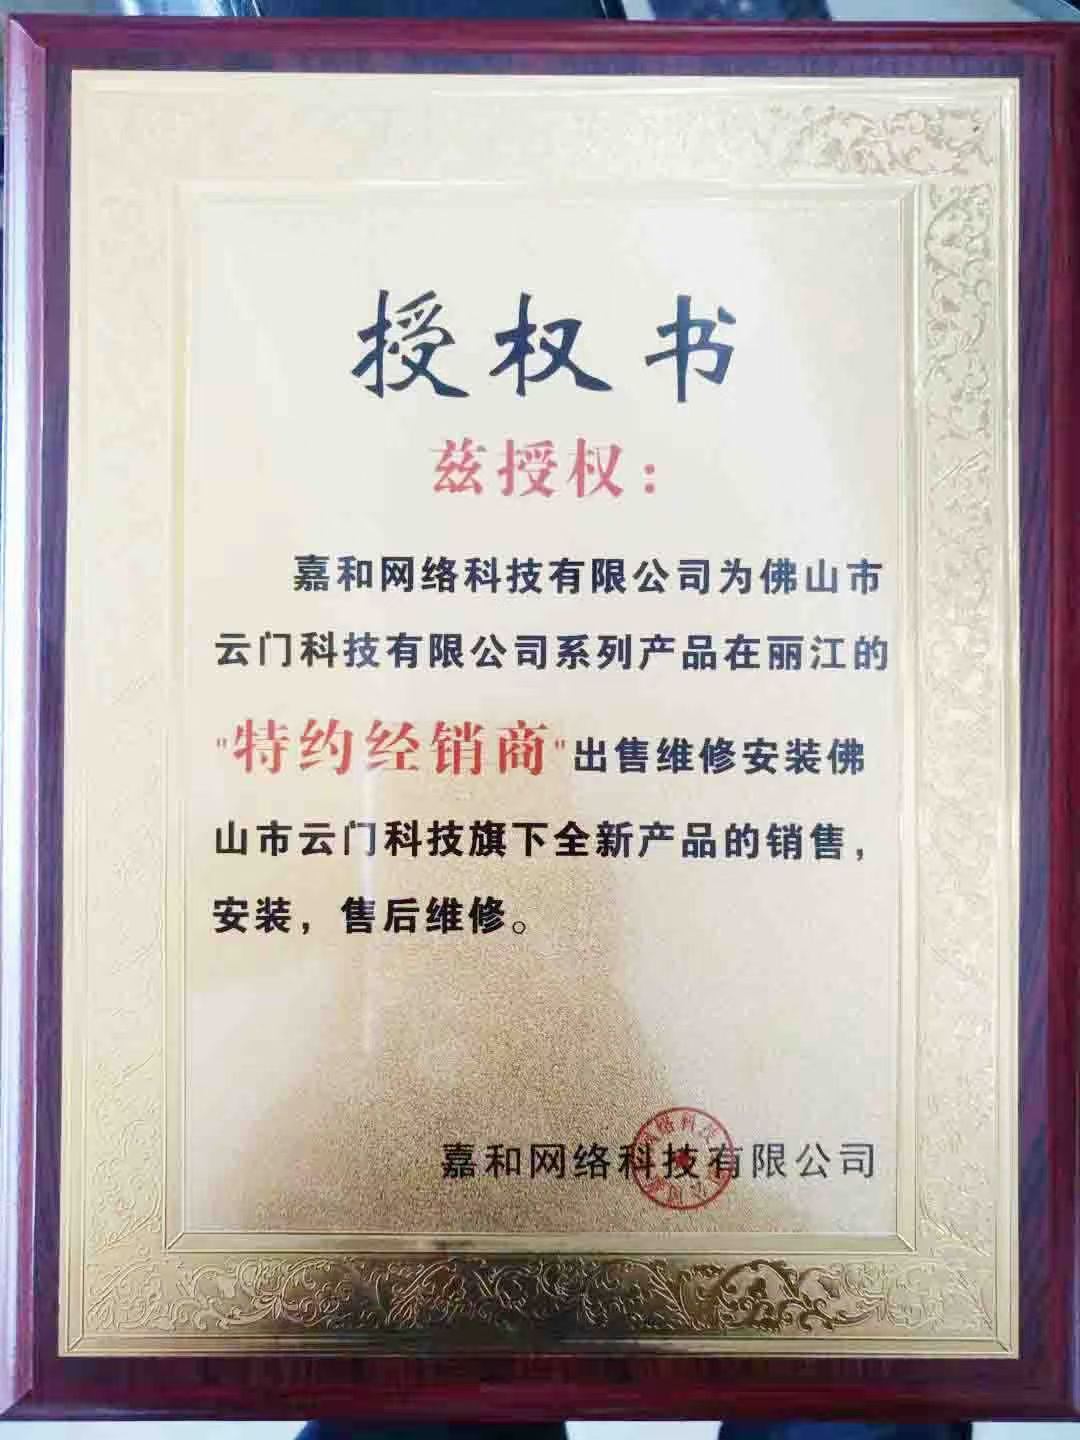 授权书
兹授权：
嘉和网络科技有限公司为佛山市
云门科技有限公司系列产品在丽江的
"特约经销商"出售维修安装佛
山市云门科技旗下全新产品的销售，
安装，售后维修。
嘉和网络科技有限公司